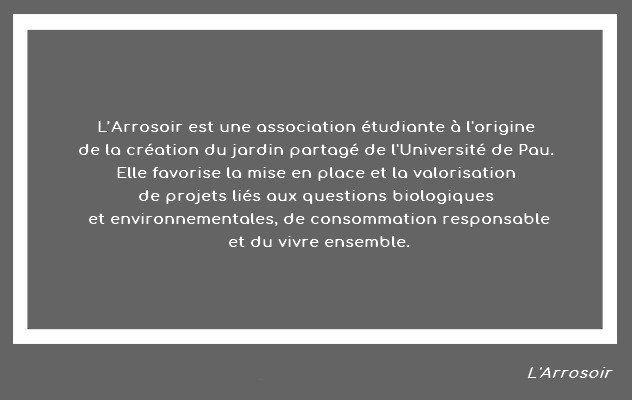 L'Arrosoir est une association étudiante à l'origine
de la création du jardin partagé de l'Université de Pau.
Elle favorise la mise en place et la valorisation
de projets liés aux questions biologiques
et environnementales, de consommation responsable
et du vivre ensemble.
L'Arrosoir